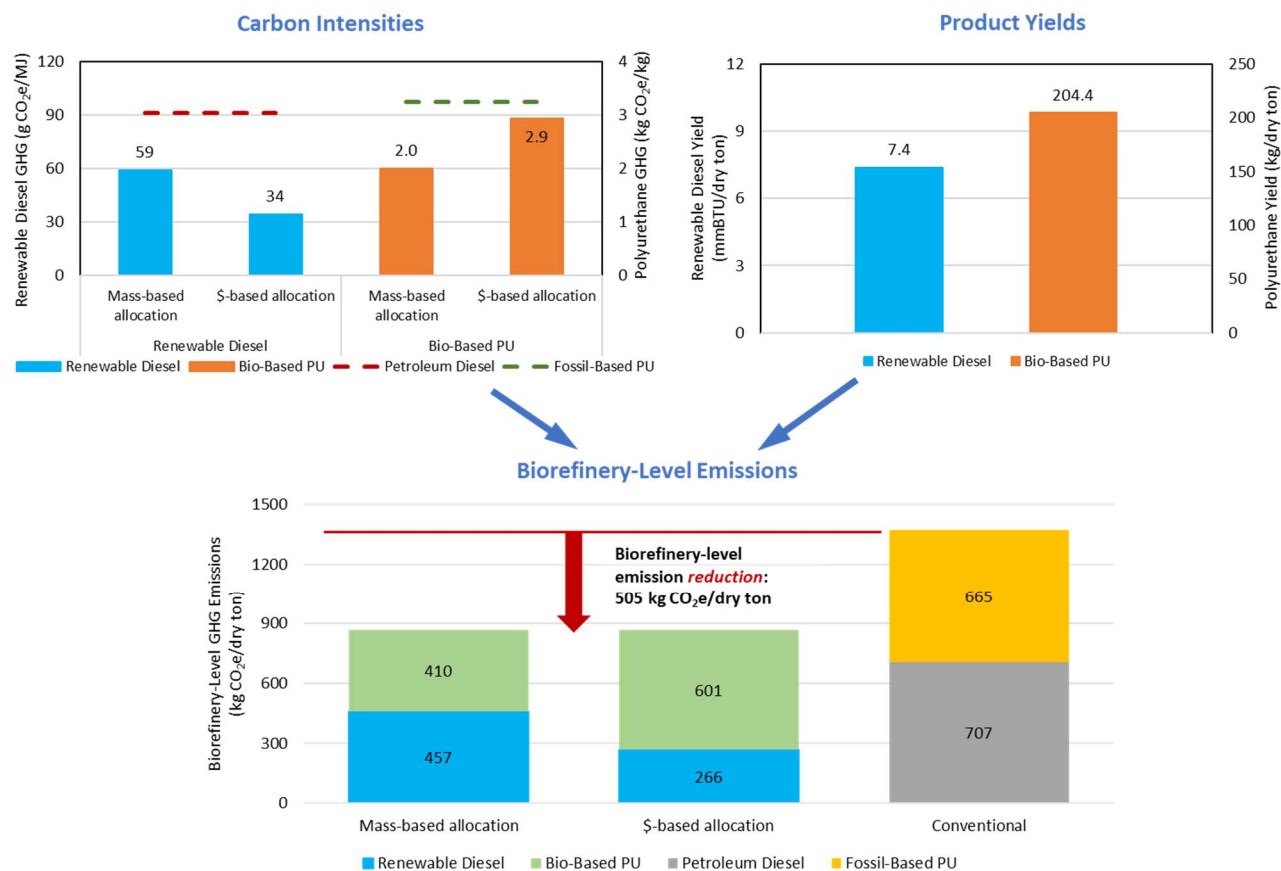 Carbon Intensities
Renewable Diesel GHG (g CO₂e/MJ)
120
90
60
30
0
59
34
2.0
2.9
4
3
2
1
0
Polyurethane GHG (kg CO₂e/kg)
Mass-based
allocation
$-based allocation
Mass-based
allocation
$-based allocation
Renewable Diesel
Bio-Based PU
Renewable Diesel
Bio-Based PU
Petroleum Diesel
Fossil-Based PU
Product Yields
Renewable Diesel Yield
(mmBTU/dry ton)
12
9
6
3
0
7.4
204.4
250
200
150
100
50
0
Polyurethane Yield (kg/dry ton)
Renewable Diesel
Bio-Based PU
Biorefinery-Level Emissions
Biorefinery-Level GHG Emissions
(kg CO₂e/dry ton)
1500
1200
900
600
300
0
Biorefinery-level
emission reduction:
505 kg CO₂e/dry ton
410
457
601
266
665
707
Mass-based allocation
$-based allocation
Conventional
Renewable Diesel
Bio-Based PU
Petroleum Diesel
Fossil-Based PU